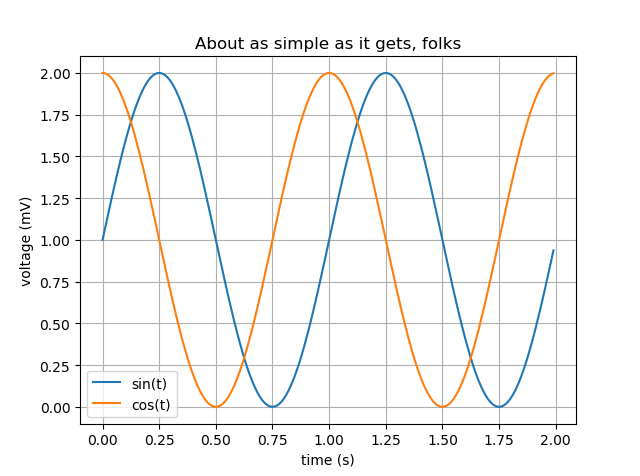 About as simple as it gets, folks
voltage (mV)
2.00
1.75
1.50
1.25
1.00
0.75
0.50
0.25
0.00
sin(t)
cos(t)
0.00 0.25 0.50 0.75 1.00 1.25 1.50 1.75 2.00
time (s)